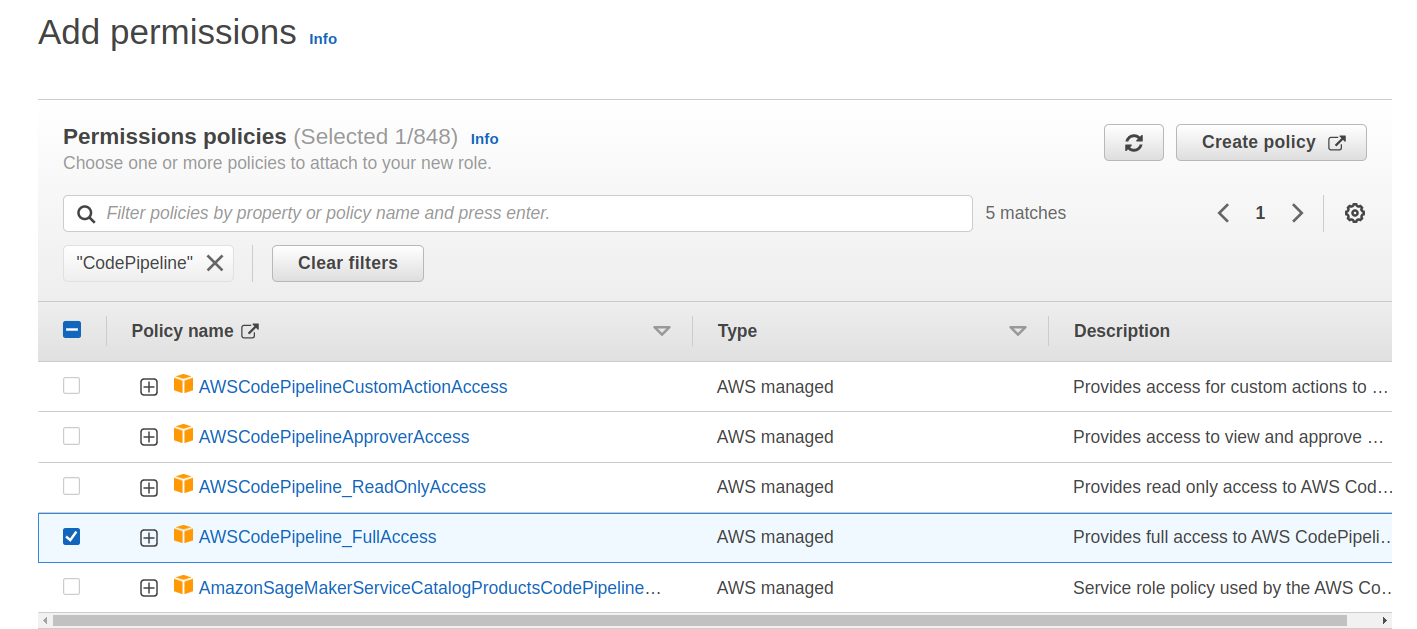 Add permissions Info
Permissions policies (Selected 1/848) Info
Choose one or more policies to attach to your new role.
Create policy
Filter policies by property or policy name and press enter.
5 matches
1
"CodePipeline"
Clear filters
Policy name
Type
Description
AWSCodePipelineCustomActionAccess
AWS managed
Provides access for custom actions to …
AWSCodePipelineApproverAccess
AWS managed
Provides access to view and approve …
AWSCodePipeline_ReadOnlyAccess
AWS managed
Provides read only access to AWS Cod…
AWSCodePipeline_FullAccess
AWS managed
Provides full access to AWS CodePipeli…
AmazonSageMakerServiceCatalogProductsCodePipeline…
AWS managed
Service role policy used by the AWS Co…